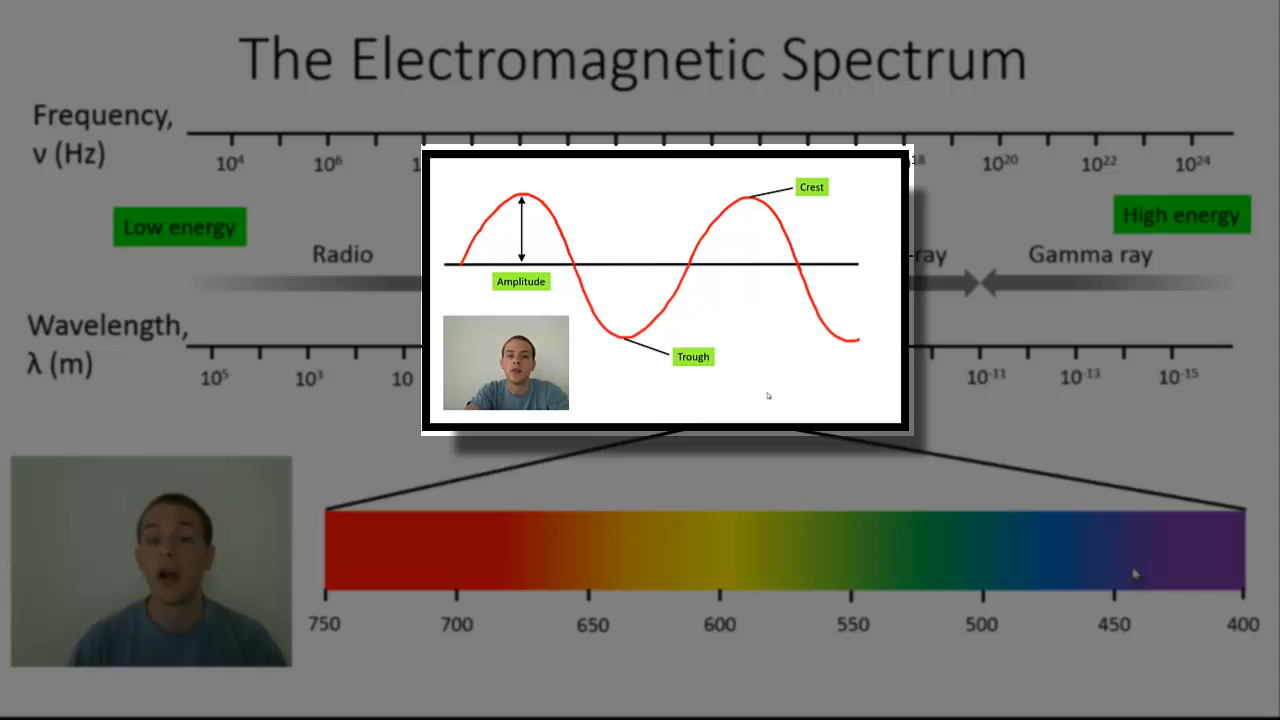 The Electromagnetic Spectrum
Frequency,
ν (Hz)
10⁴ 10⁶ 10²⁰ 10²² 10²⁴
Low energy
High energy
Radio
Gamma ray
Wavelength,
λ (m)
10⁵ 10³ 10 10⁻¹¹ 10⁻¹³ 10⁻¹⁵
Crest
Amplitude
Trough
750 700 650 600 550 500 450 400